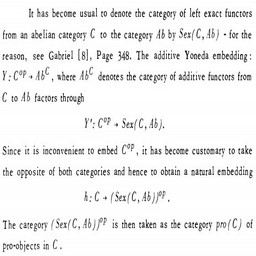 It has become usual to denote the category of left exact functors
from an abelian category C to the category Ab by Sex(C, Ab) - for the
reason, see Gabriel [8], Page 348. The additive Yoneda embedding:
Y: C^op → Ab^C, where Ab^C denotes the category of additive functors from
C to Ab factors through
Y': C^op → Sex(C, Ab).
Since it is inconvenient to embed C^op, it has become customary to take
the opposite of both categories and hence to obtain a natural embedding
h: C → (Sex(C, Ab))^op.
The category (Sex(C, Ab))^op is then taken as the category pro(C) of
pro-objects in C.